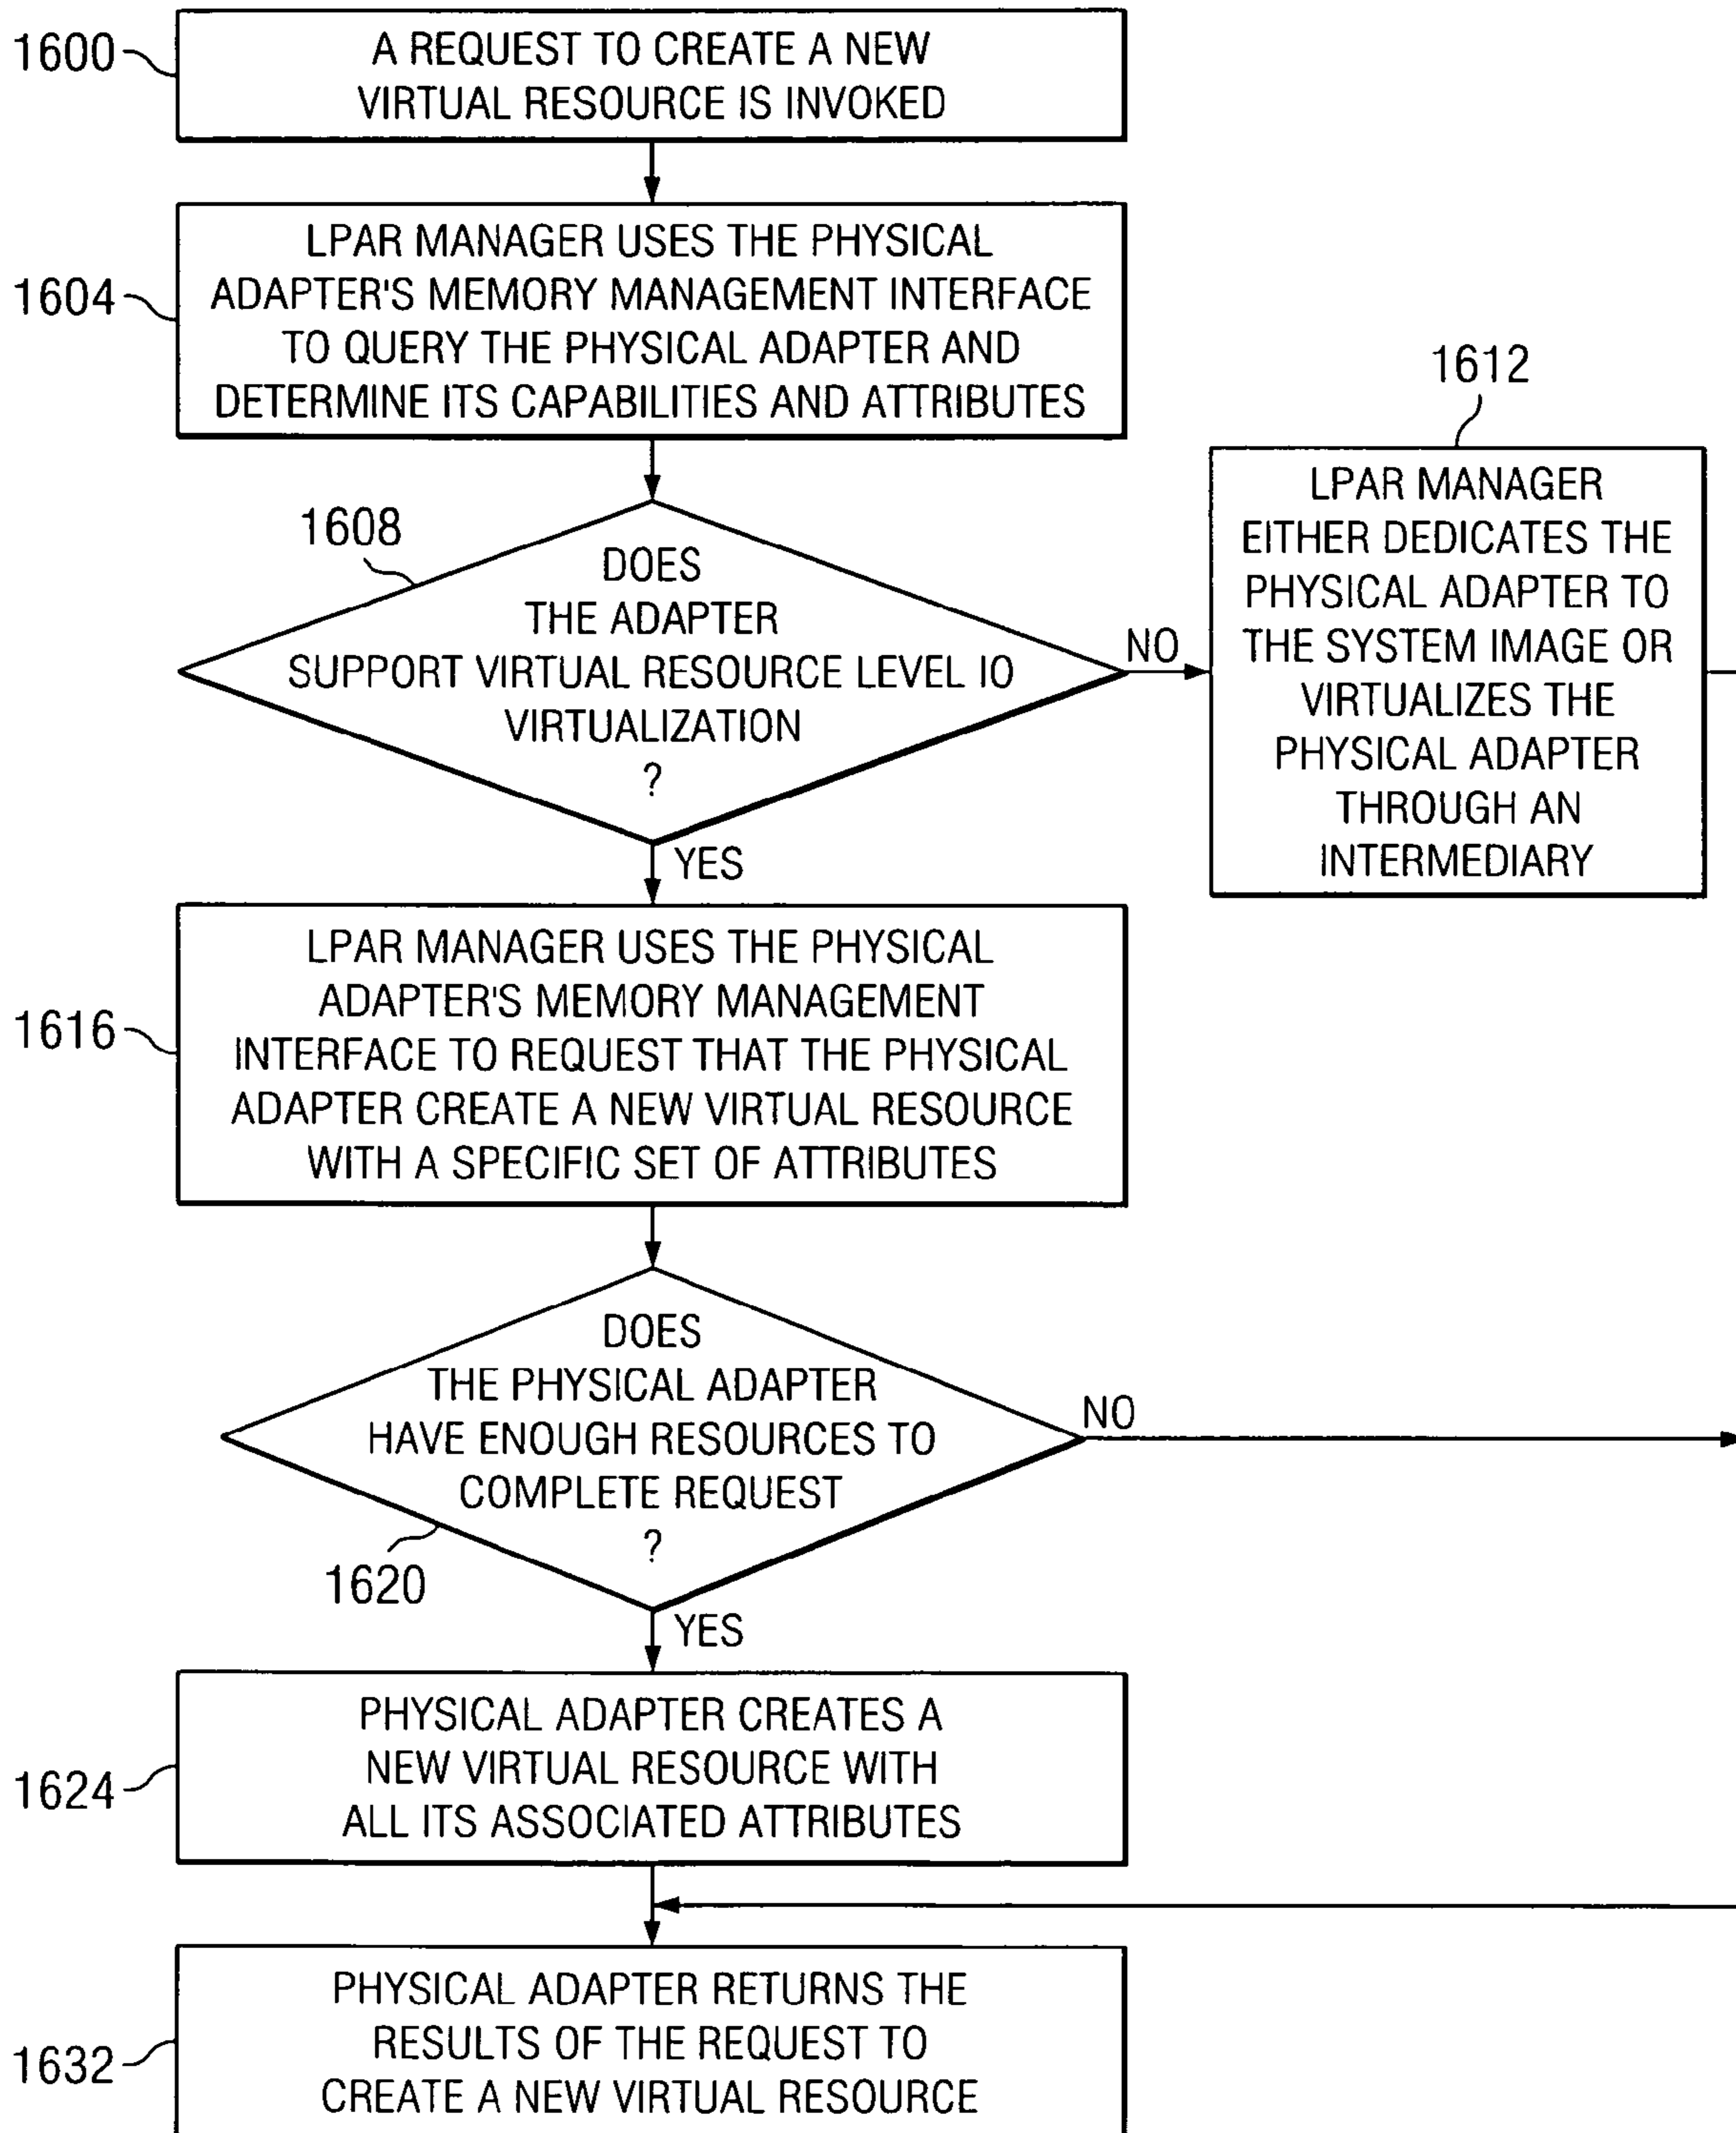 1600
A REQUEST TO CREATE A NEW
VIRTUAL RESOURCE IS INVOKED
1604
LPAR MANAGER USES THE PHYSICAL
ADAPTER'S MEMORY MANAGEMENT INTERFACE
TO QUERY THE PHYSICAL ADAPTER AND
DETERMINE ITS CAPABILITIES AND ATTRIBUTES
1608
DOES
THE ADAPTER
SUPPORT VIRTUAL RESOURCE LEVEL IO
VIRTUALIZATION
?
NO
1612
LPAR MANAGER
EITHER DEDICATES THE
PHYSICAL ADAPTER TO
THE SYSTEM IMAGE OR
VIRTUALIZES THE
PHYSICAL ADAPTER
THROUGH AN
INTERMEDIARY
YES
1616
LPAR MANAGER USES THE PHYSICAL
ADAPTER'S MEMORY MANAGEMENT
INTERFACE TO REQUEST THAT THE PHYSICAL
ADAPTER CREATE A NEW VIRTUAL RESOURCE
WITH A SPECIFIC SET OF ATTRIBUTES
DOES
THE PHYSICAL ADAPTER
HAVE ENOUGH RESOURCES TO
COMPLETE REQUEST
?
NO
1620
YES
1624
PHYSICAL ADAPTER CREATES A
NEW VIRTUAL RESOURCE WITH
ALL ITS ASSOCIATED ATTRIBUTES
1632
PHYSICAL ADAPTER RETURNS THE
RESULTS OF THE REQUEST TO
CREATE A NEW VIRTUAL RESOURCE